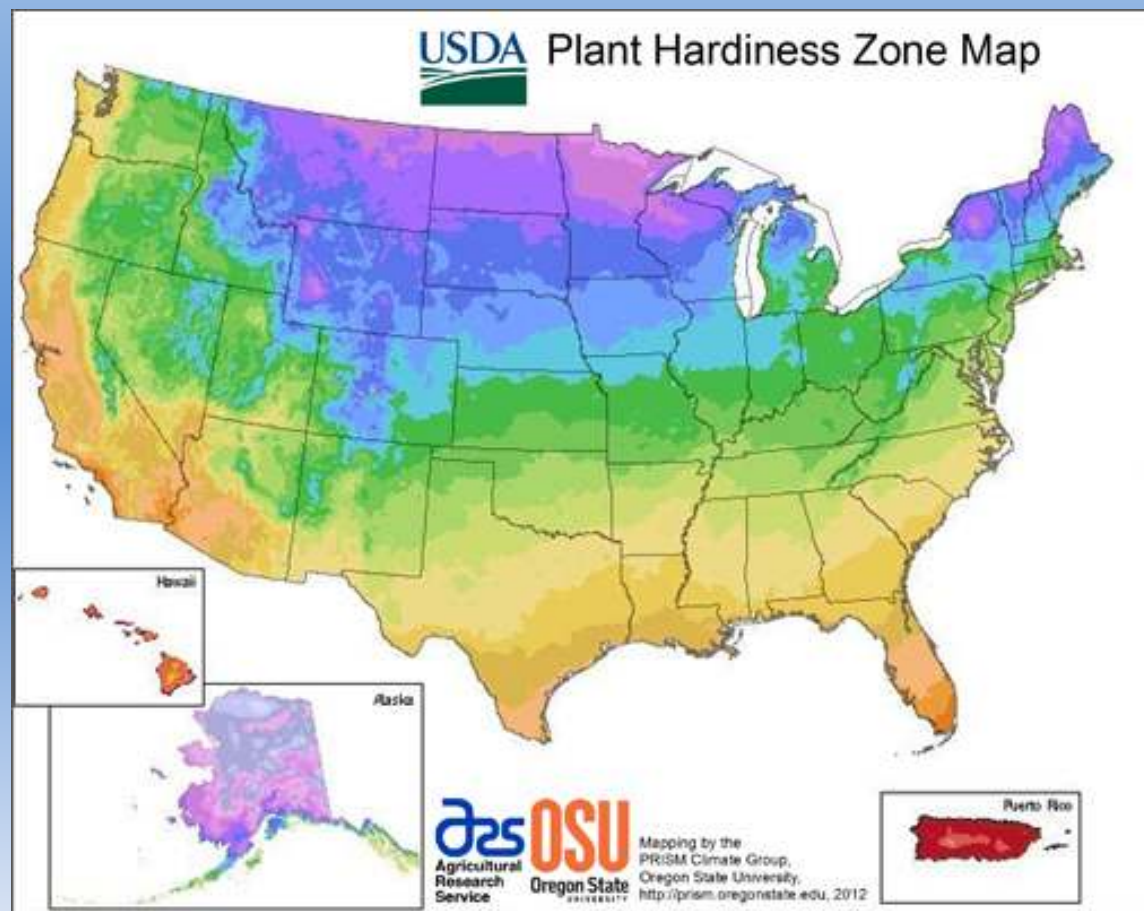 USDA Plant Hardiness Zone Map
Hawaii
Alaska
Puerto Rico
ars
Agricultural
Research
Service
OSU
Oregon State
UNIVERSITY
Mapping by the
PRISM Climate Group,
Oregon State University,
http://prism.oregonstate.edu, 2012